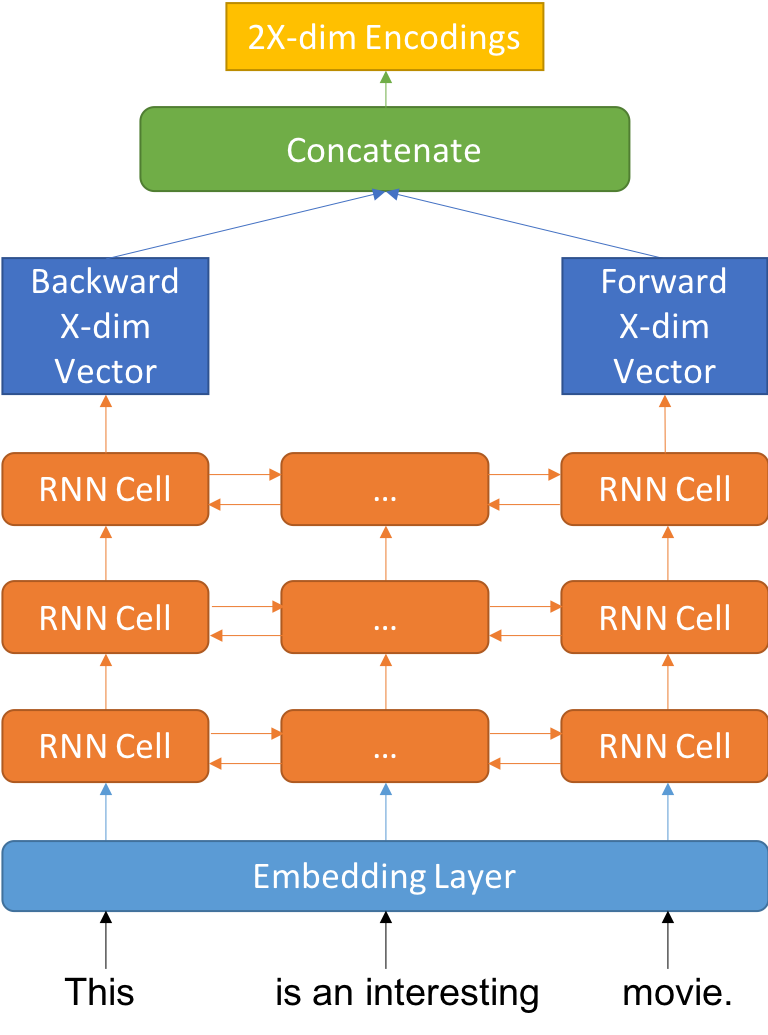 2X-dim Encodings
Concatenate
Backward
X-dim
Vector
Forward
X-dim
Vector
RNN Cell
...
RNN Cell
RNN Cell
...
RNN Cell
RNN Cell
...
RNN Cell
Embedding Layer
This
is an interesting
movie.